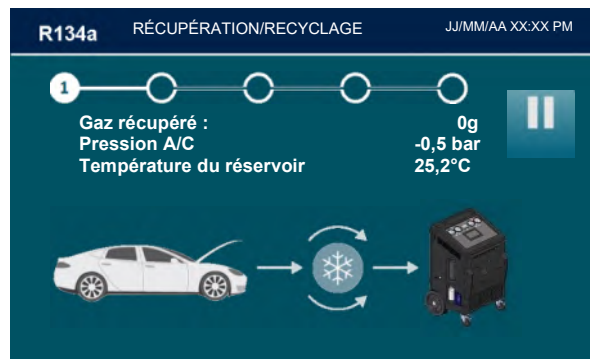 R134a RÉCUPÉRATION/RECYCLAGE JJ/MM/AA XX:XX PM
1
Gaz récupéré : 0g
Pression A/C -0,5 bar
Température du réservoir 25,2°C